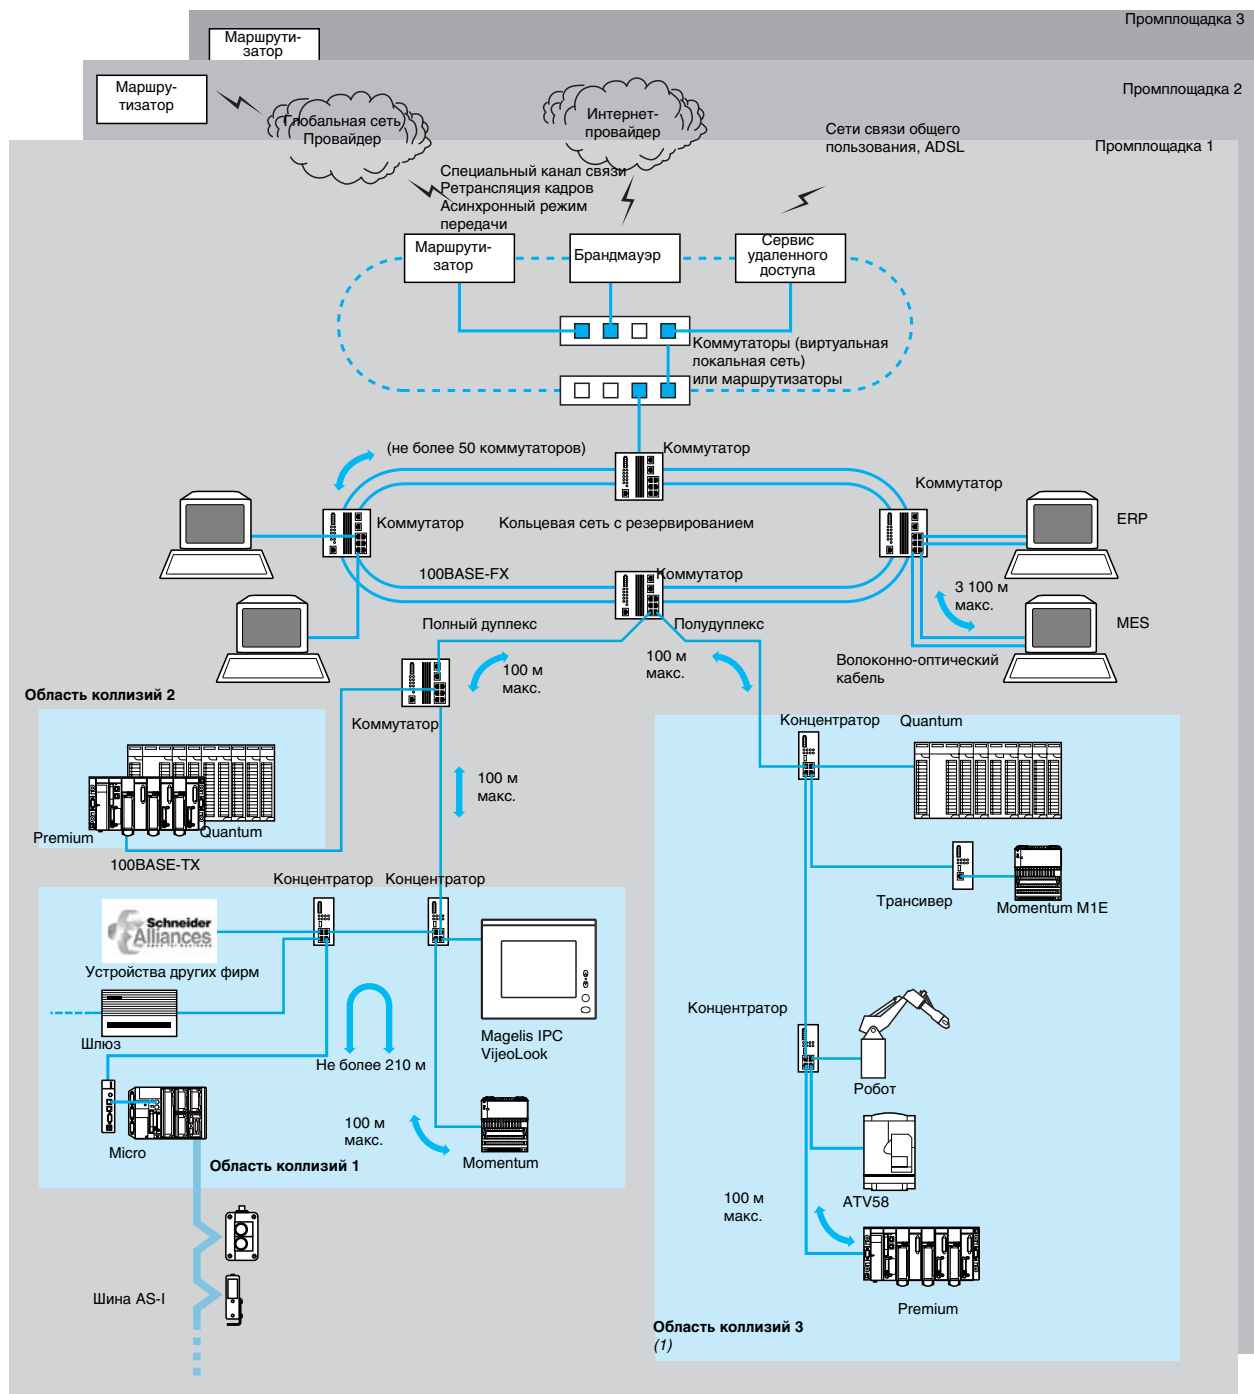 Промплощадка 3
Маршрути-
затор
Промплощадка 2
Маршру-
тизатор
Глобальная сеть
Провайдер
Интернет-
провайдер
Сети связи общего
пользования, ADSL
Промплощадка 1
Специальный канал связи
Ретрансляция кадров
Асинхронный режим
передачи
Маршрути-
затор
Брандмауэр
Сервис
удаленного
доступа
Коммутаторы (виртуальная
локальная сеть)
или маршрутизаторы
(не более 50 коммутаторов)
Коммутатор
Коммутатор
Коммутатор
Кольцевая сеть с резервированием
ERP
100BASE-FX
Коммутатор
3 100 м
макс.
MES
Полный дуплекс
Полудуплекс
Волоконно-оптический
кабель
100 м
макс.
100 м
макс.
Область коллизий 2
Коммутатор
Концентратор
Quantum
100 м
макс.
Premium
Quantum
100BASE-TX
Концентратор
Концентратор
Трансивер
Momentum M1E
Schneider
Alliances
Устройства других фирм
Шлюз
Magelis IPC
VijeoLook
Не более 210 м
Концентратор
Робот
100 м
макс.
Micro
Momentum
Область коллизий 1
ATV58
100 м
макс.
Шина AS-I
Premium
Область коллизий 3
(1)